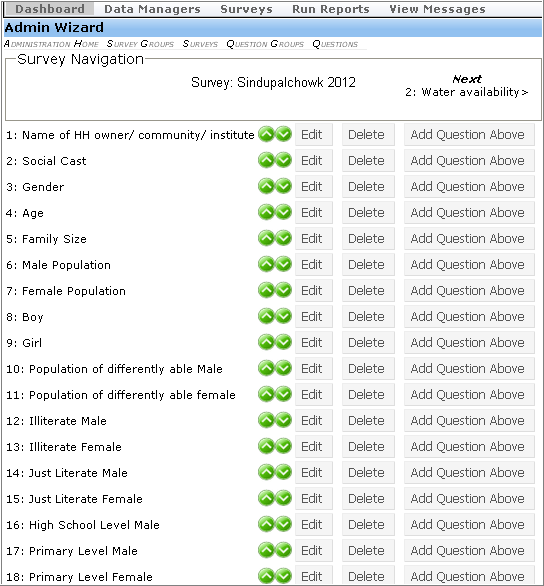 Dashboard Data Managers Surveys Run Reports View Messages
Admin Wizard
Administration Home Survey Groups Surveys Question Groups Questions
Survey Navigation
Survey: Sindupalchowk 2012
Next
2: Water availability>
1: Name of HH owner/ community/ institute Edit Delete Add Question Above
2: Social Cast Edit Delete Add Question Above
3: Gender Edit Delete Add Question Above
4: Age Edit Delete Add Question Above
5: Family Size Edit Delete Add Question Above
6: Male Population Edit Delete Add Question Above
7: Female Population Edit Delete Add Question Above
8: Boy Edit Delete Add Question Above
9: Girl Edit Delete Add Question Above
10: Population of differently able Male Edit Delete Add Question Above
11: Population of differently able female Edit Delete Add Question Above
12: Illiterate Male Edit Delete Add Question Above
13: Illiterate Female Edit Delete Add Question Above
14: Just Literate Male Edit Delete Add Question Above
15: Just Literate Female Edit Delete Add Question Above
16: High School Level Male Edit Delete Add Question Above
17: Primary Level Male Edit Delete Add Question Above
18: Primary Level Female Edit Delete Add Question Above